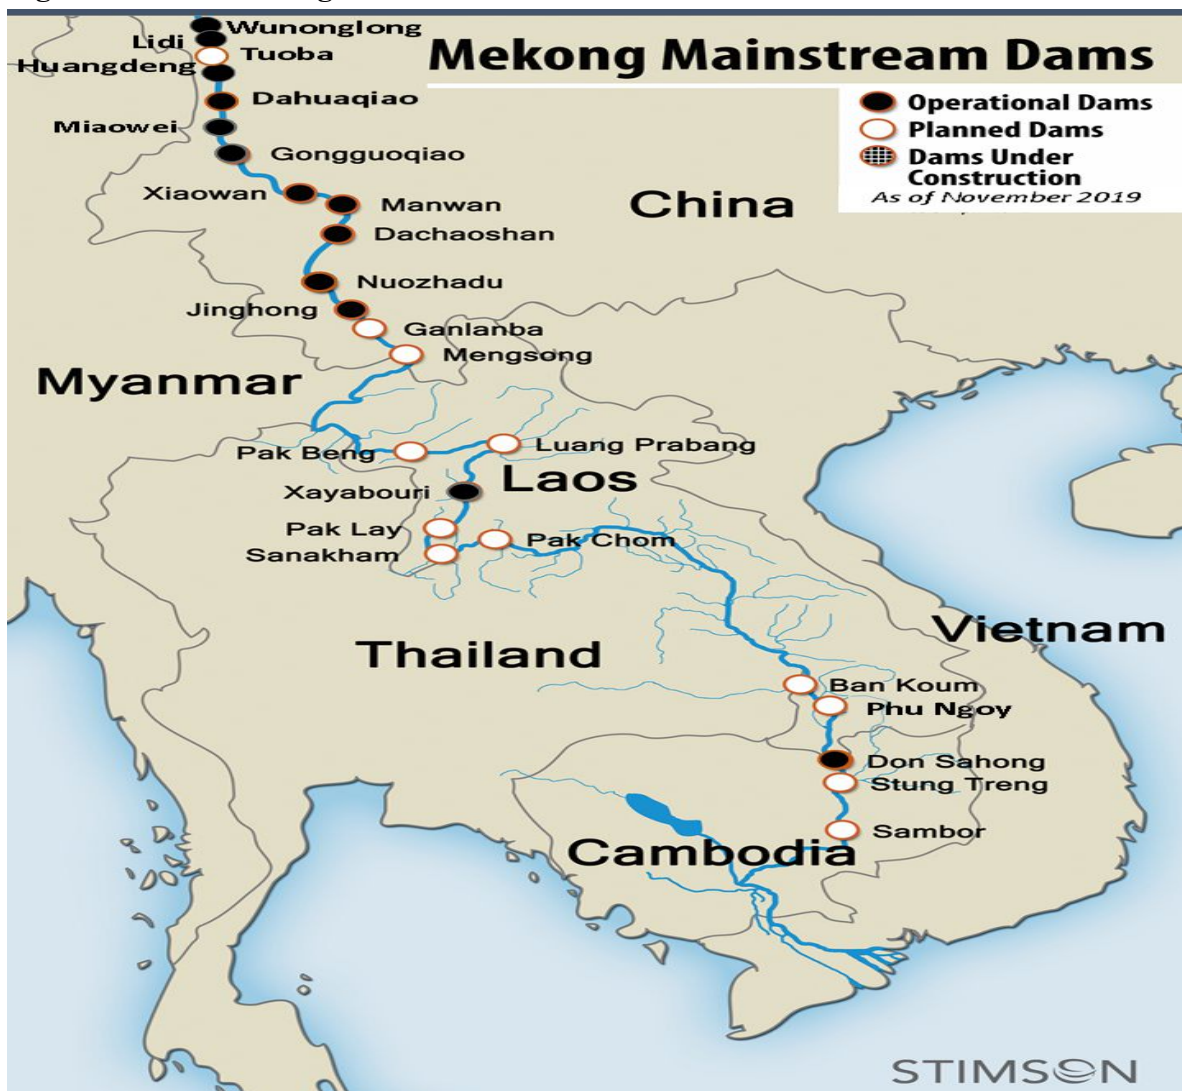 Wunonglong
Lidi
Tuoba
Huangdeng
Mekong Mainstream Dams
Operational Dams
Planned Dams
Dams Under
Construction
As of November 2019
Dahuaqiao
Miaowei
Gongguoqiao
Xiaowan
Manwan
China
Dachaoshan
Nuozhadu
Jinghong
Ganlanba
Mengsong
Myanmar
Pak Beng
Luang Prabang
Laos
Xayabouri
Pak Lay
Pak Chom
Sanakham
Vietnam
Thailand
Ban Koum
Phu Ngoy
Don Sahong
Stung Treng
Sambor
Cambodia
STIMSON